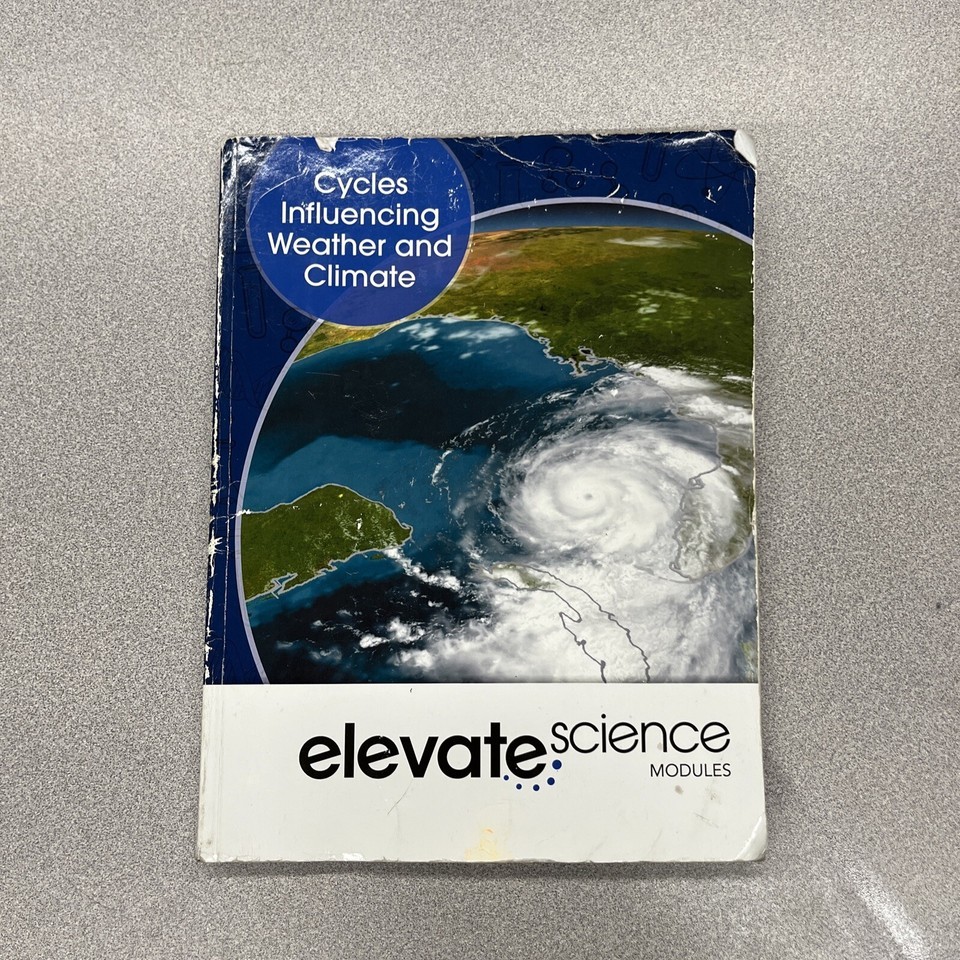 Cycles
Influencing
Weather and
Climate
elevate science
MODULES